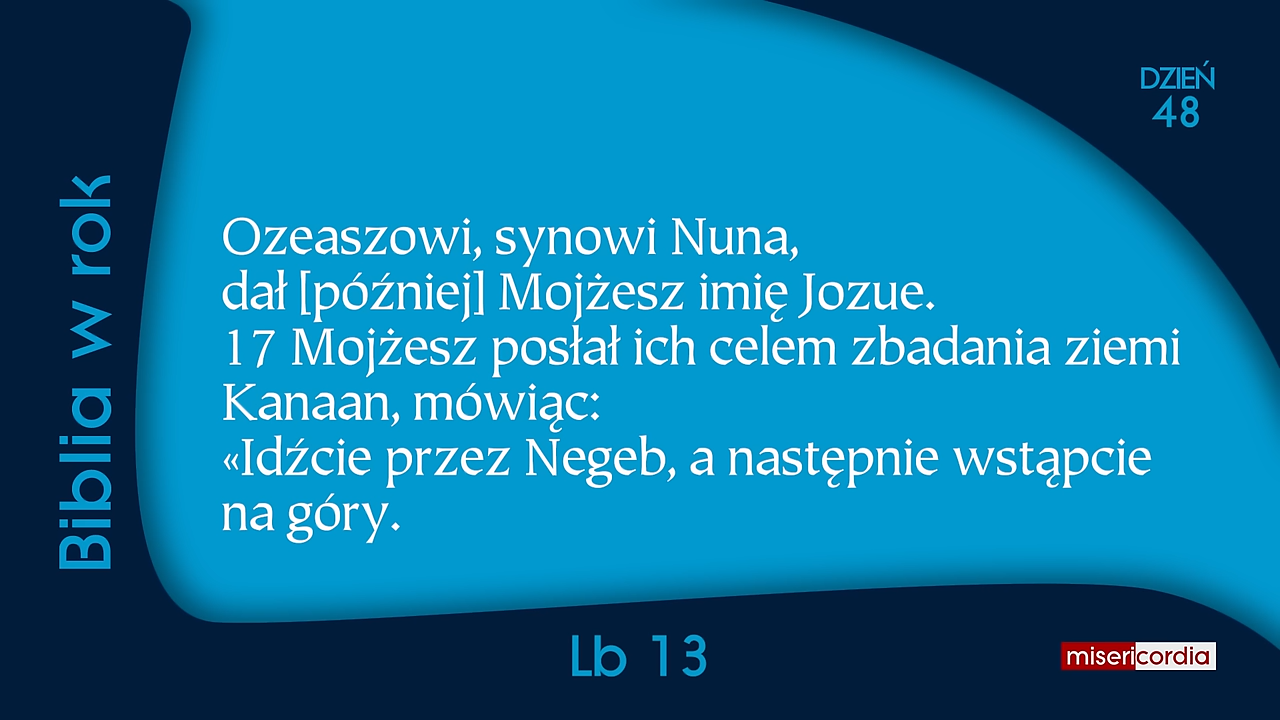 DZIEŃ
48
Biblia w rok
Ozeaszowi, synowi Nuna,
dał [później] Mojżesz imię Jozue.
17 Mojżesz posłał ich celem zbadania ziemi
Kanaan, mówiąc:
«Idźcie przez Negeb, a następnie wstąpcie
na góry.
Lb 13
misericordia